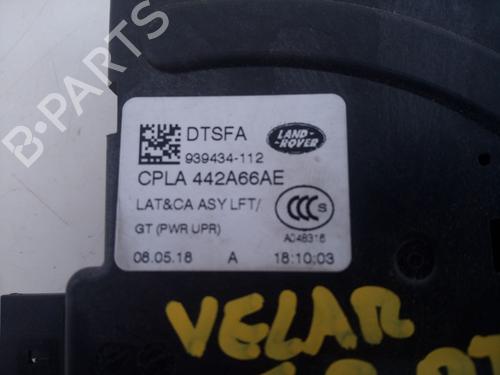 DTSFA
LAND-
ROVER
939434-112
CPLA 442A66AE
LAT&CA ASY LFT/
GT (PWR UPR)
CCC S
A048316
08.05.18 A 18:10:03
VELAR